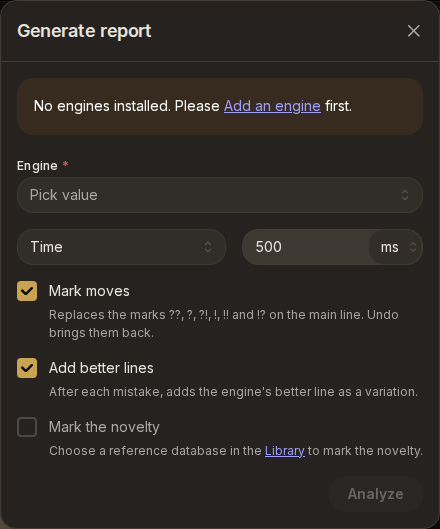 Generate report
No engines installed. Please Add an engine first.
Engine *
Pick value
Time
500
ms
Mark moves
Replaces the marks ??, ?, ?!, !, !! and !? on the main line. Undo
brings them back.
Add better lines
After each mistake, adds the engine's better line as a variation.
Mark the novelty
Choose a reference database in the Library to mark the novelty.
Analyze